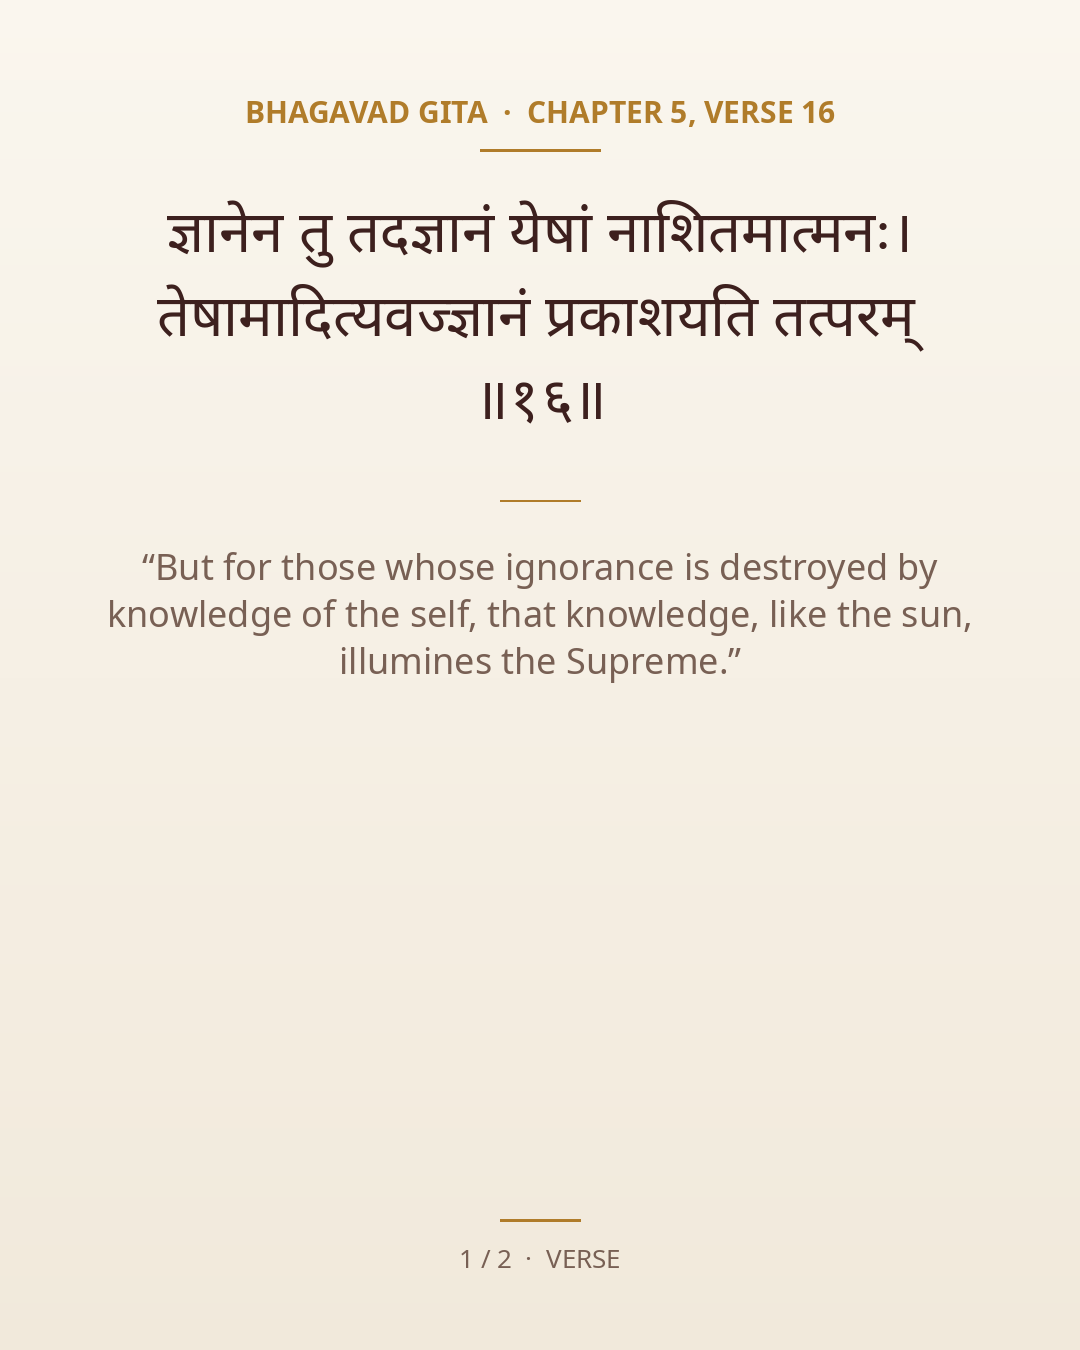 BHAGAVAD GITA · CHAPTER 5, VERSE 16
ज्ञानेन तु तदज्ञानं येषां नाशितमात्मनः।
तेषामादित्यवज्ज्ञानं प्रकाशयति तत्परम्
॥१६॥
“But for those whose ignorance is destroyed by
knowledge of the self, that knowledge, like the sun,
illumines the Supreme.”
1 / 2 · VERSE